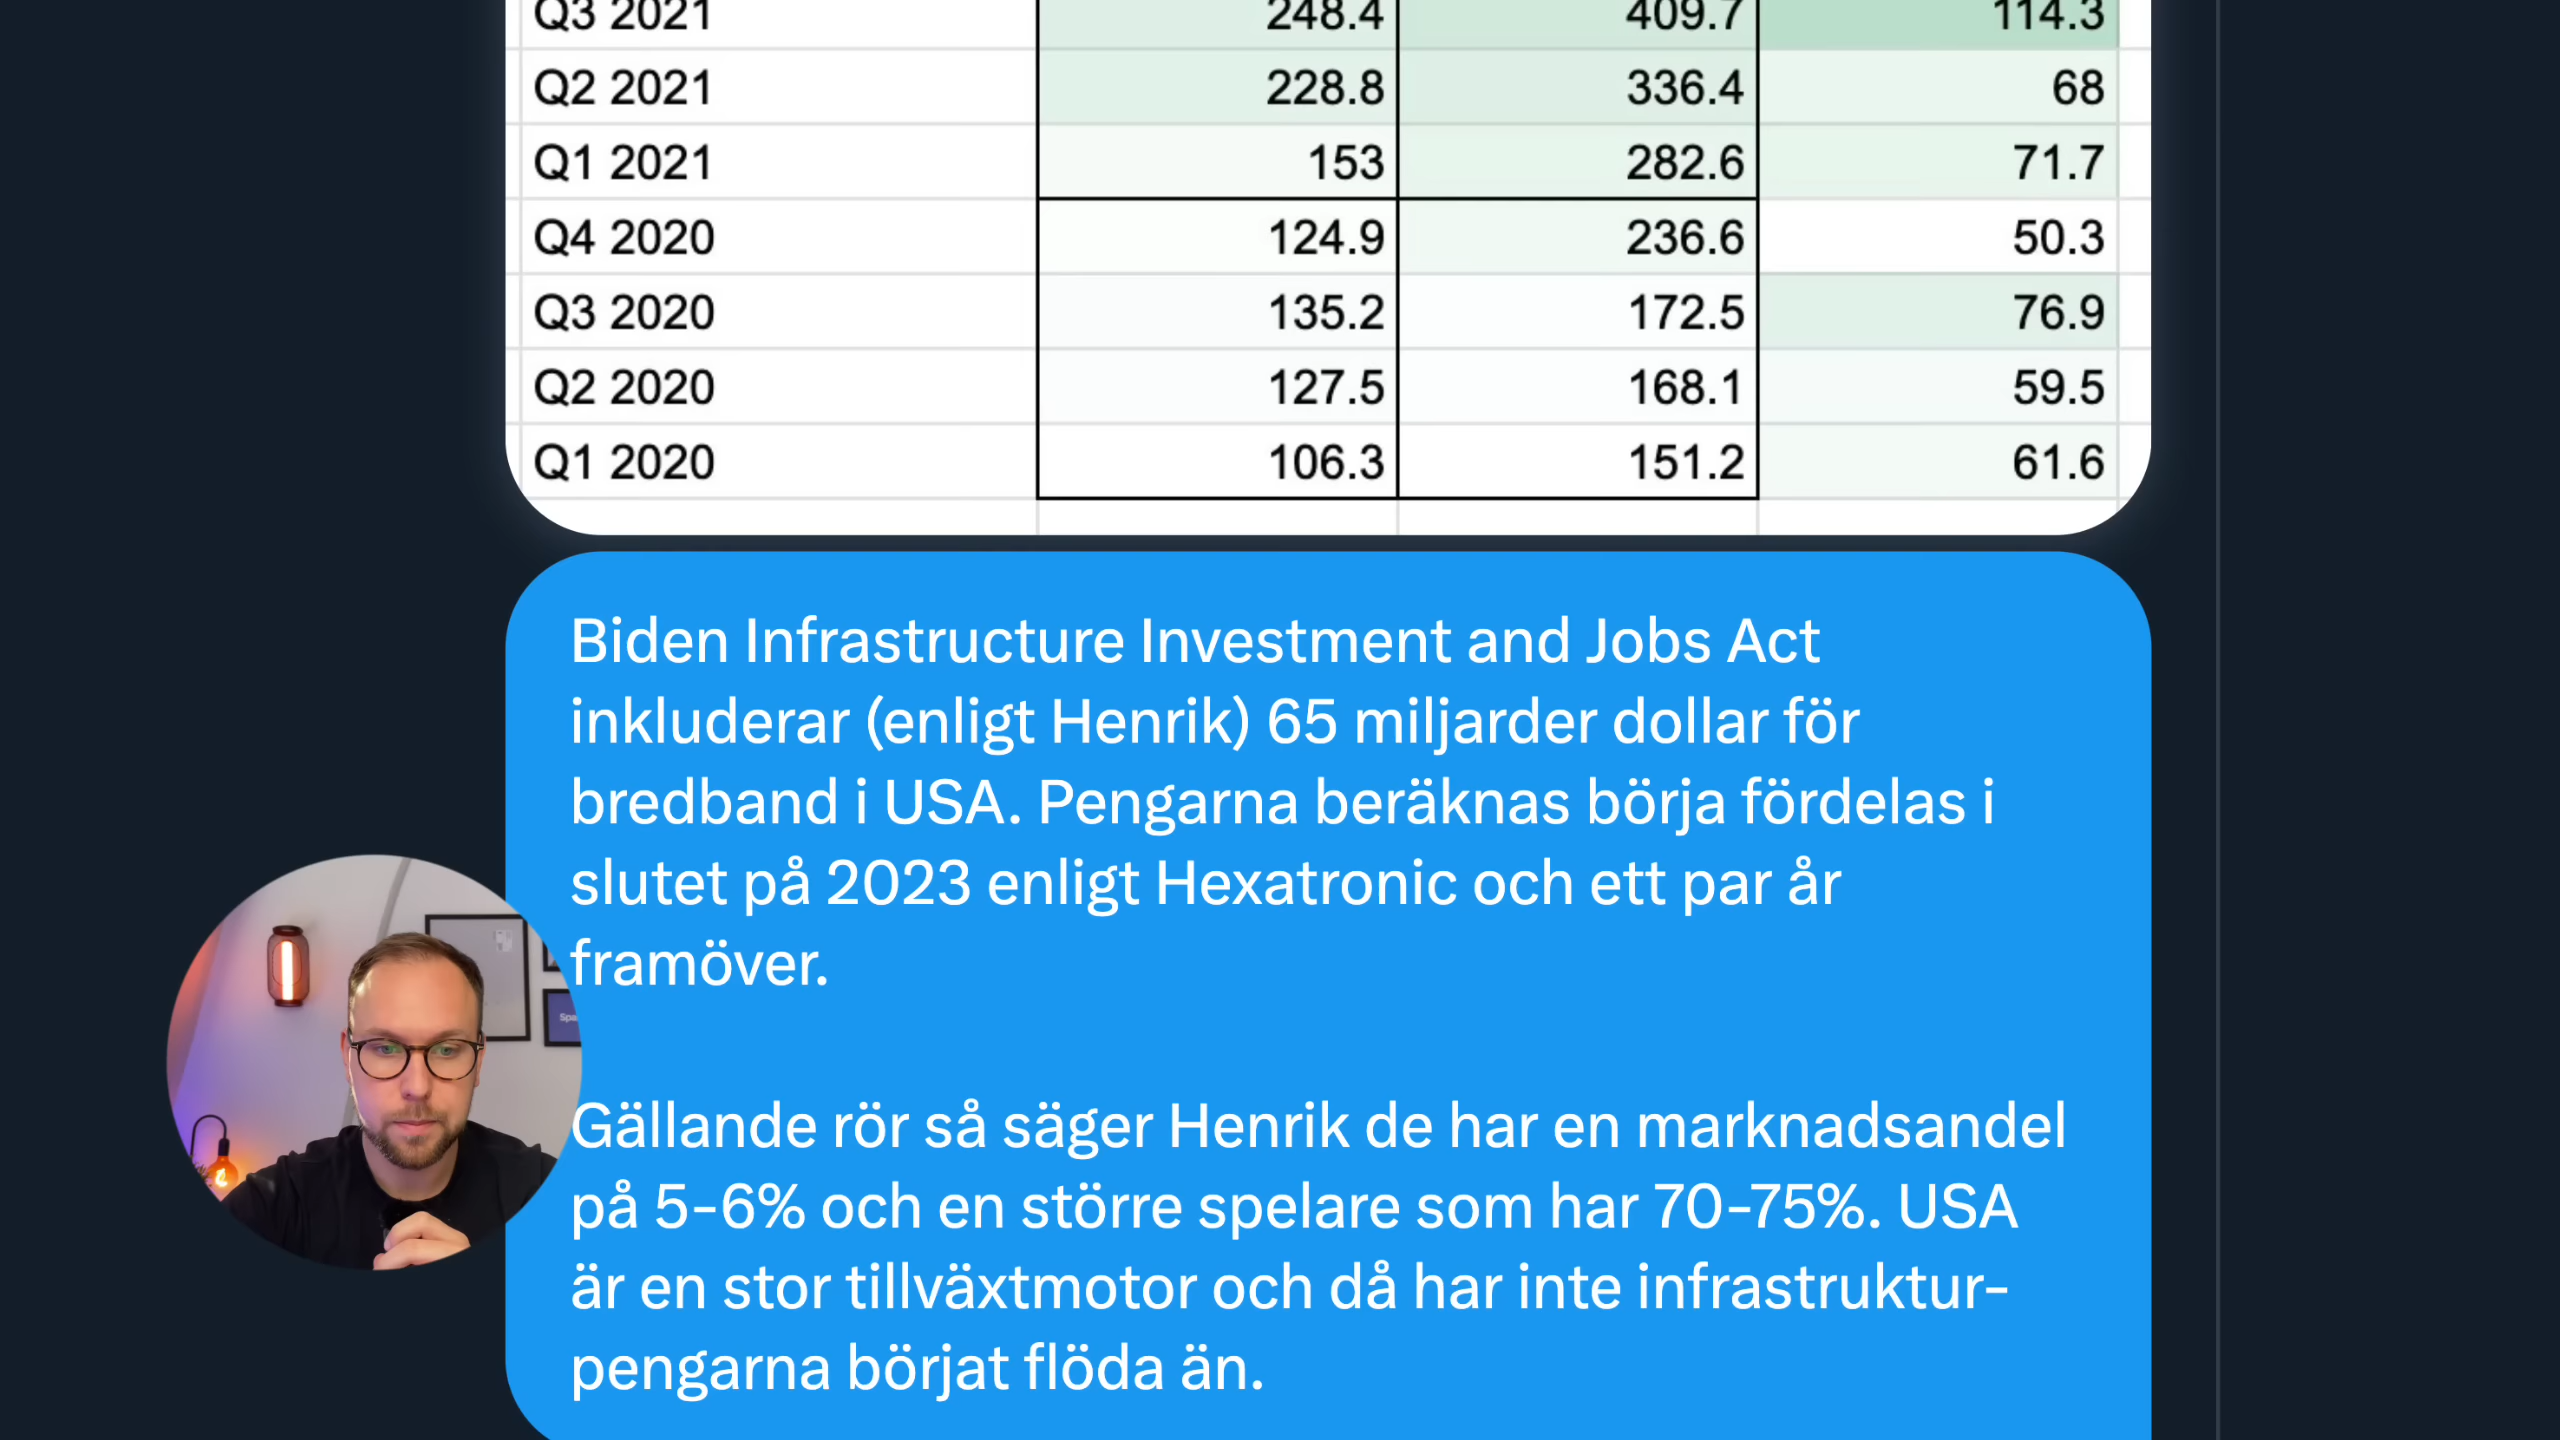 Q3 2021 248.4 409.7 114.3
Q2 2021 228.8 336.4 68
Q1 2021 153 282.6 71.7
Q4 2020 124.9 236.6 50.3
Q3 2020 135.2 172.5 76.9
Q2 2020 127.5 168.1 59.5
Q1 2020 106.3 151.2 61.6
Biden Infrastructure Investment and Jobs Act
inkluderar (enligt Henrik) 65 miljarder dollar för
bredband i USA. Pengarna beräknas börja fördelas i
slutet på 2023 enligt Hexatronic och ett par år
framöver.
Gällande rör så säger Henrik de har en marknadsandel
på 5-6% och en större spelare som har 70-75%. USA
är en stor tillväxtmotor och då har inte infrastruktur-
pengarna börjat flöda än.